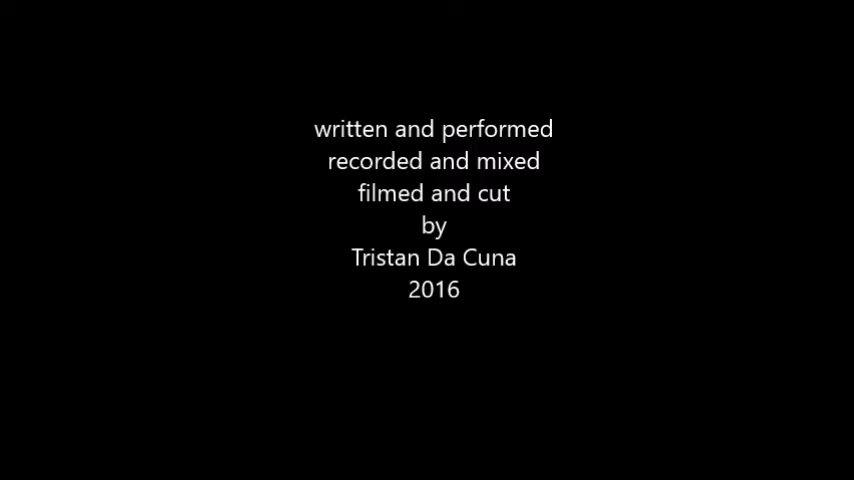 written and performed
recorded and mixed
filmed and cut
by
Tristan Da Cuna
2016